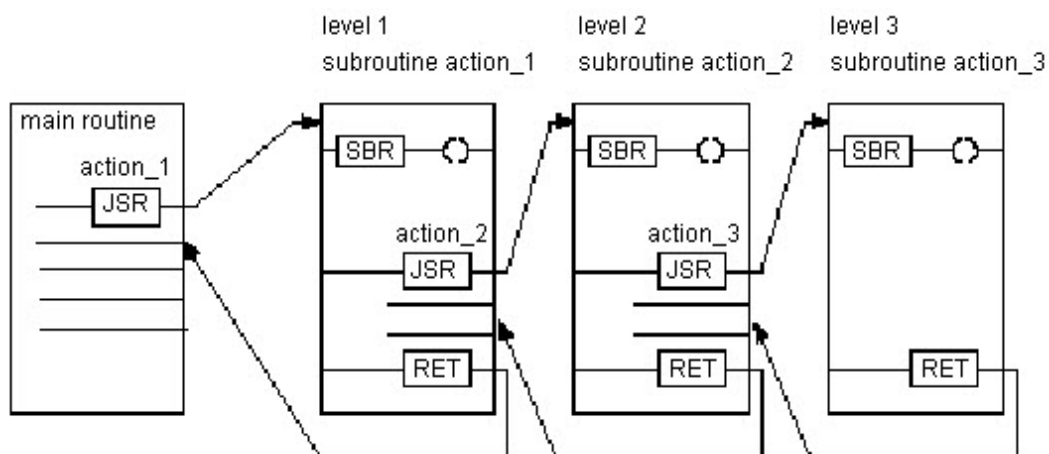 level 1
subroutine action_1
level 2
subroutine action_2
level 3
subroutine action_3
main routine
action_1
JSR
SBR
action_2
JSR
RET
SBR
action_3
JSR
RET
SBR
RET